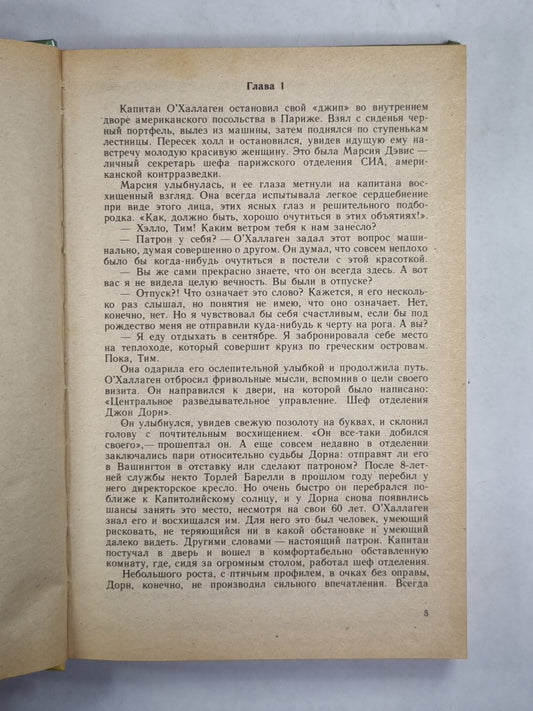 Глава 1
Капитан О'Халлаген остановил свой «джип» во внутреннем
дворе американского посольства в Париже. Взял с сиденья чер-
ный портфель, вылез из машины, затем поднялся по ступенькам
лестницы. Пересек холл и остановился, увидев идущую ему на-
встречу молодую красивую женщину. Это была Марсия Дэвис —
личный секретарь шефа парижского отделения СИА, амери-
канской контрразведки.
Марсия улыбнулась, и ее глаза метнули на капитана вос-
хищенный взгляд. Она всегда испытывала легкое сердцебиение
при виде этого лица, этих ясных глаз и решительного подбо-
родка. «Как, должно быть, хорошо очутиться в этих объятиях!».
— Хэлло, Тим! Каким ветром тебя к нам занесло?
— Патрон у себя? — О'Халлаген задал этот вопрос маши-
нально, думая совершенно о другом. Он думал, что совсем неплохо
было бы когда-нибудь очутиться в постели с этой красоткой.
— Вы же сами прекрасно знаете, что он всегда здесь. А вот
вас я не видела целую вечность. Вы были в отпуске?
— Отпуск?! Что означает это слово? Кажется, я его несколь-
ко раз слышал, но понятия не имею, что оно означает. Нет,
конечно, нет. Но я чувствовал бы себя счастливым, если бы под
рождество меня не отправили куда-нибудь к черту на рога. А вы?
— Я еду отдыхать в сентябре. Я забронировала себе место
на теплоходе, который совершит круиз по греческим островам.
Пока, Тим.
Она одарила его ослепительной улыбкой и продолжила путь.
О'Халлаген отбросил фривольные мысли, вспомнив о цели своего
визита. Он направился к двери, на которой было написано:
«Центральное разведывательное управление. Шеф отделения
Джон Дорн».
Он улыбнулся, увидев свежую позолоту на буквах, и склонил
голову с почтительным восхищением. «Он все-таки добился
своего»,— прошептал он. А еще совсем недавно в отделении
заключались пари относительно судьбы Дорна: отправят ли его
в Вашингтон в отставку или сделают патроном? После 8-лет-
ней службы некто Торлей Барелли в прошлом году перебил у
него директорское кресло. Но очень быстро он перебрался по-
ближе к Капитолийскому солнцу, и у Дорна снова появились
шансы занять это место, несмотря на свои 60 лет. О'Халлаген
знал его и восхищался им. Для него это был человек, умеющий
рисковать, не теряющийся ни в какой обстановке и умеющий
далеко видеть. Другими словами — настоящий патрон. Капитан
постучал в дверь и вошел в комфортабельно обставленную
комнату, где, сидя за огромным столом, работал шеф отделения.
Небольшого роста, с птичьим профилем, в очках без оправы,
Дорн, конечно, не производил сильного впечатления. Всегда
5